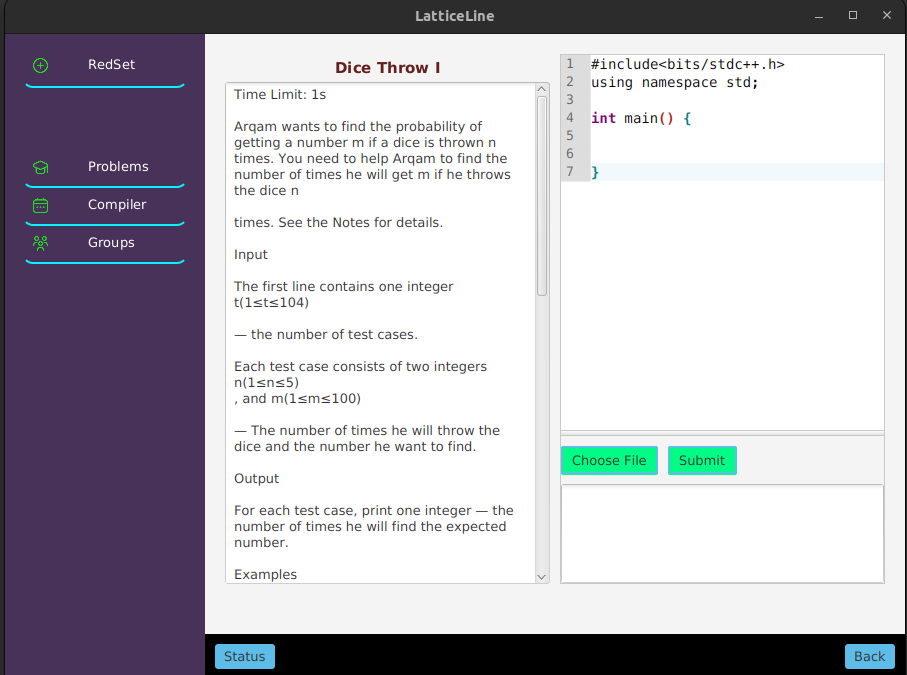 LatticeLine
RedSet
Problems
Compiler
Groups
Dice Throw I
Time Limit: 1s
Arqam wants to find the probability of
getting a number m if a dice is thrown n
times. You need to help Arqam to find the
number of times he will get m if he throws
the dice n
times. See the Notes for details.
Input
The first line contains one integer
t(1≤t≤104)
— the number of test cases.
Each test case consists of two integers
n(1≤n≤5)
, and m(1≤m≤100)
— The number of times he will throw the
dice and the number he want to find.
Output
For each test case, print one integer — the
number of times he will find the expected
number.
Examples
1 #include<bits/stdc++.h>
2 using namespace std;
3
4 int main() {
5
6
7 }
Choose File
Submit
Status
Back